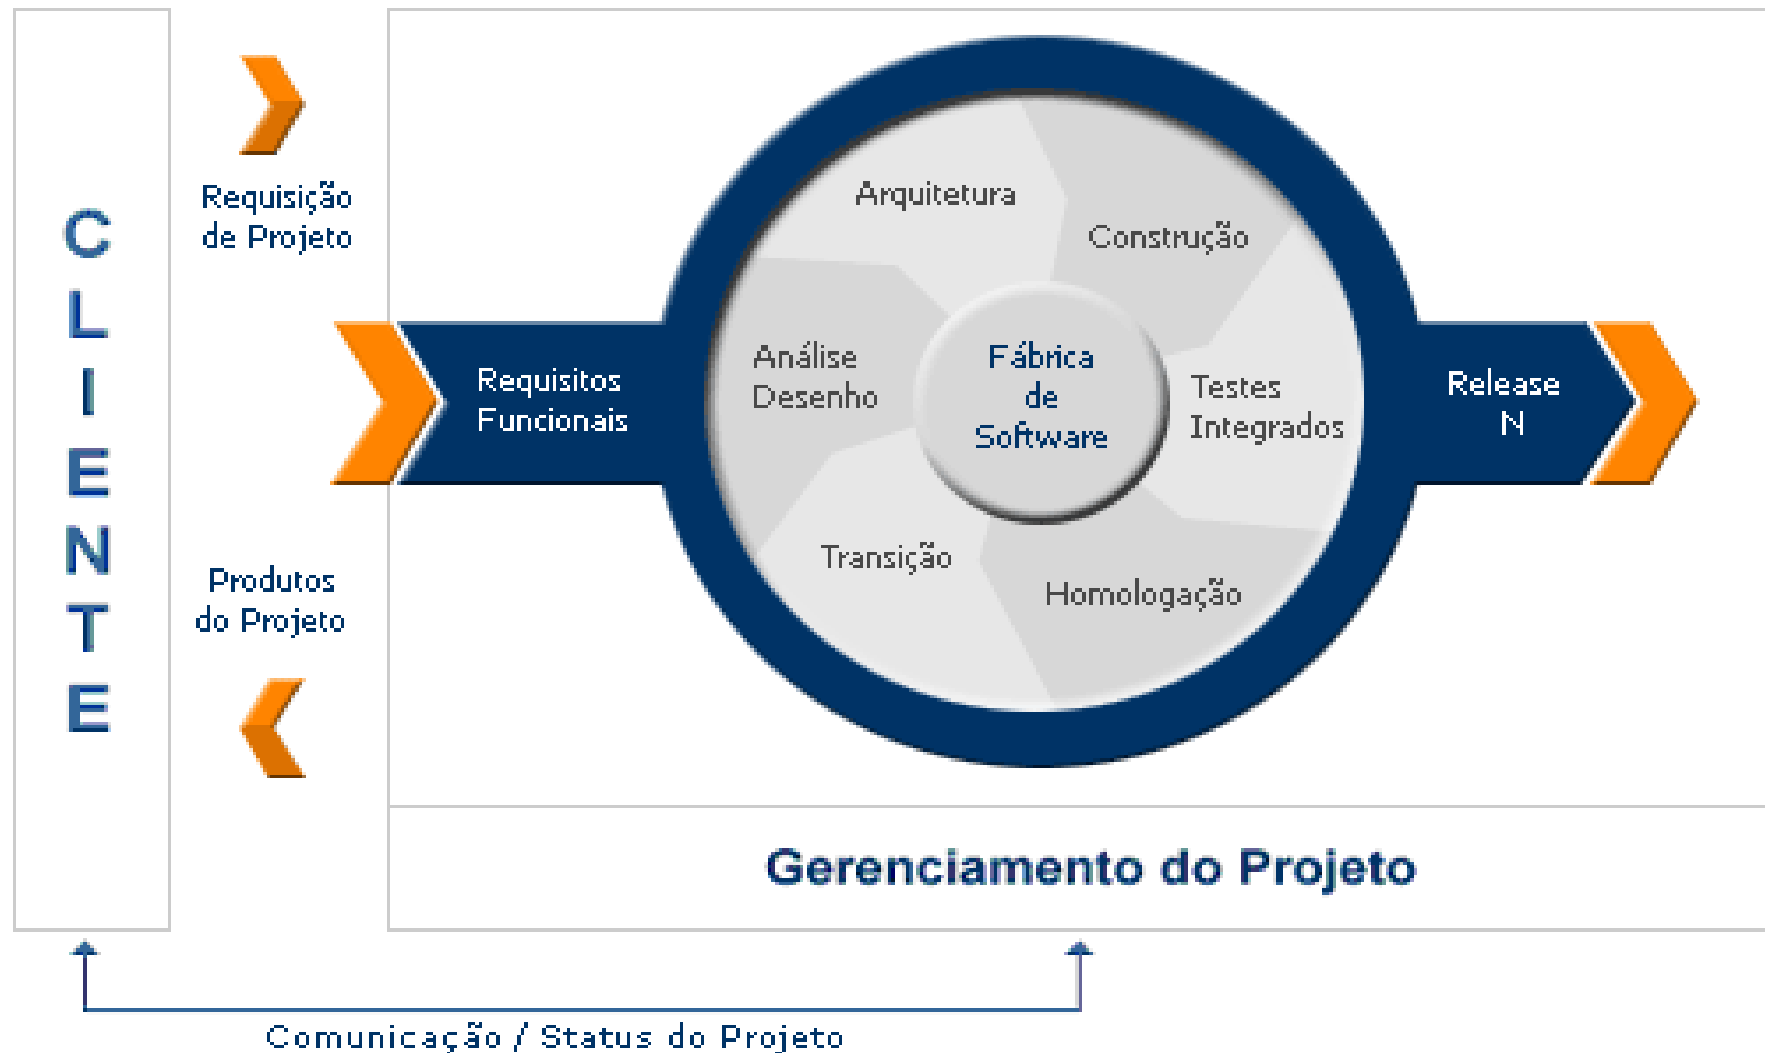 CLIENTE
Requisição
de Projeto
Produtos
do Projeto
Requisitos
Funcionais
Arquitetura
Construção
Análise
Desenho
Fábrica
de
Software
Testes
Integrados
Transição
Homologação
Release
N
Gerenciamento do Projeto
Comunicação / Status do Projeto